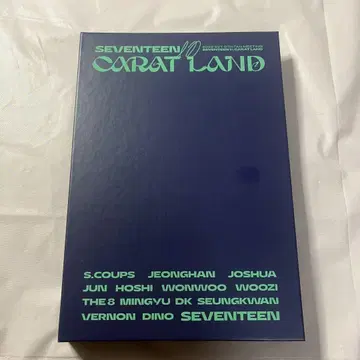 SEVENTEEN
CARAT LAND
S.COUPS JEONGHAN JOSHUA
JUN HOSHI WONWOO WOOZI
THE 8 MINGYU DK SEUNGKWAN
VERNON DINO SEVENTEEN